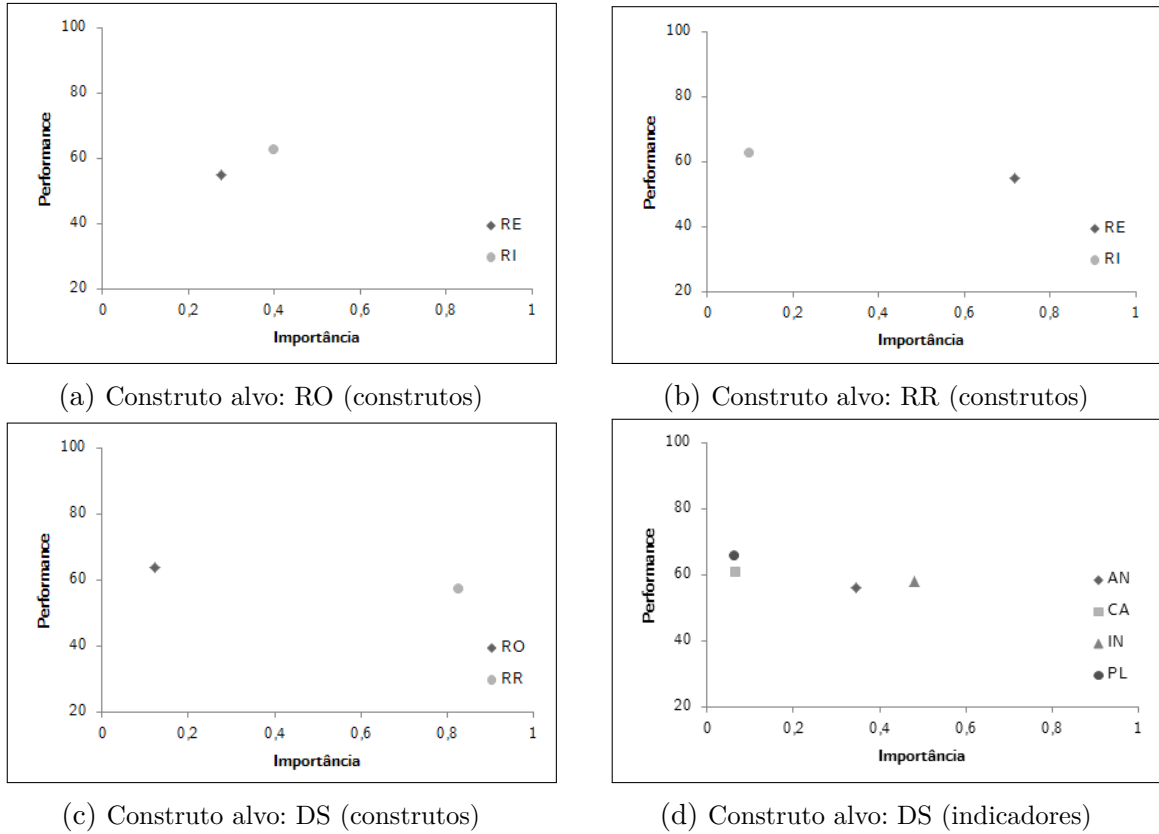 100
80
60
40
20
Performance
0
0,2
0,4
0,6
0,8
1
Importância
RE
RI
(a) Construto alvo: RO (construtos)
100
80
60
40
20
Performance
0
0,2
0,4
0,6
0,8
1
Importância
RE
RI
(b) Construto alvo: RR (construtos)
100
80
60
40
20
Performance
0
0,2
0,4
0,6
0,8
1
Importância
RO
RR
(c) Construto alvo: DS (construtos)
100
80
60
40
20
Performance
0
0,2
0,4
0,6
0,8
1
Importância
AN
CA
IN
PL
(d) Construto alvo: DS (indicadores)